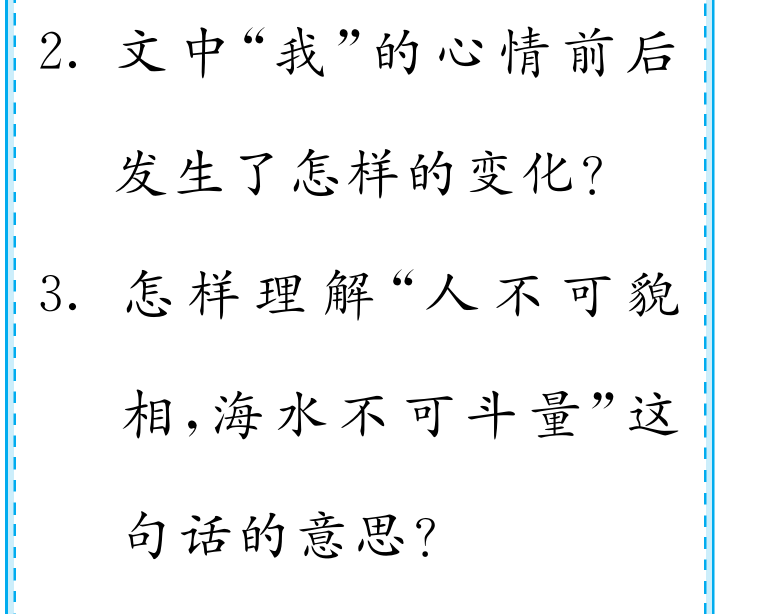 2. 文中“我”的心情前后
发生了怎样的变化?
3. 怎样理解“人不可貌
相,海水不可斗量”这
句话的意思?